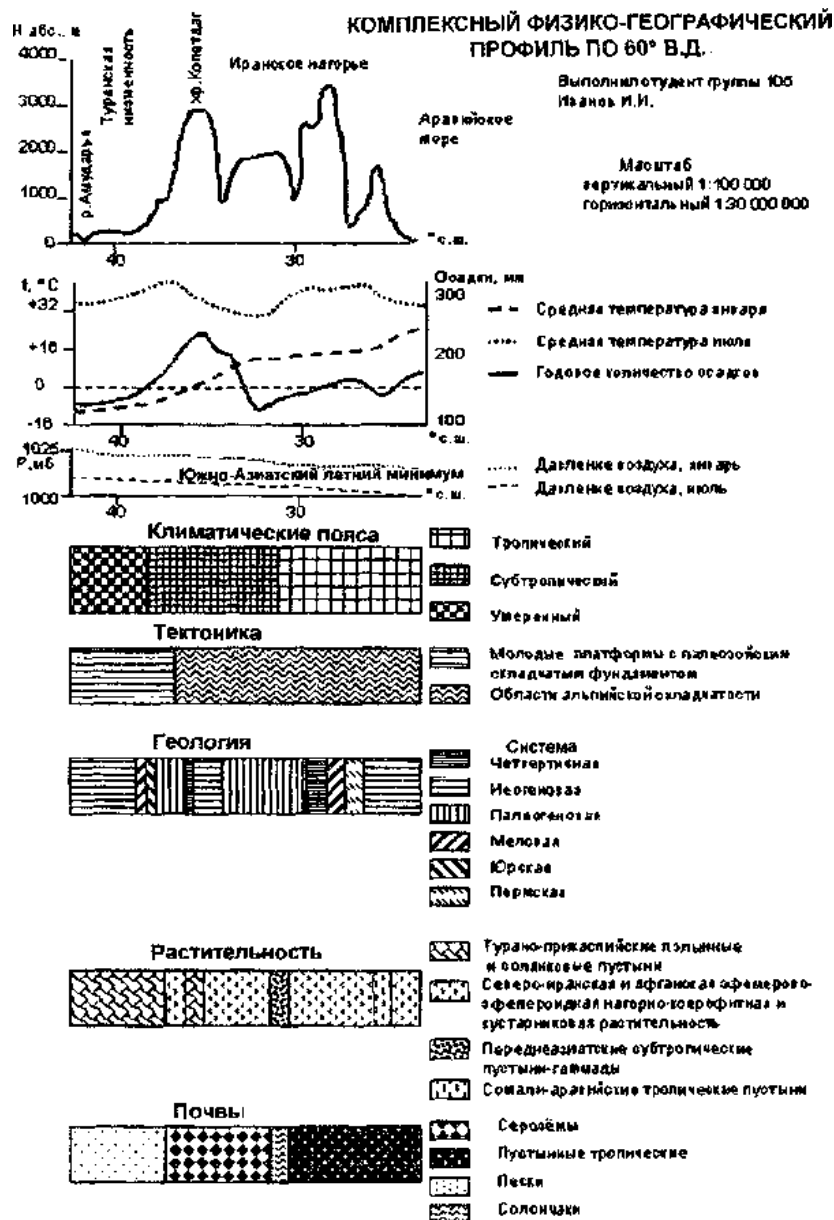 КОМПЛЕКСНЫЙ ФИЗИКО-ГЕОГРАФИЧЕСКИЙ
ПРОФИЛЬ ПО 60° В.Д.
Выполнил студент группы 105
Иванов И.И.
Масштаб
вертикальный 1:100 000
горизонтальный 1:30 000 000
Н абс., м
4000
3000
2000
1000
0
р.Амударья
Туранская
низменность
хр.Копетдаг
Иранское нагорье
Аравийское
море
40
30
°с.ш.
t, °C
+32
+16
0
-16
Осадки, мм
300
200
100
40
30
°с.ш.
Средняя температура января
Средняя температура июля
Годовое количество осадков
1025
Р,мб
1000
Южно-Азиатский летний минимум
40
30
°с.ш.
Давление воздуха, январь
Давление воздуха, июль
Климатические пояса
Тропический
Субтропический
Умеренный
Тектоника
Молодые платформы с палеозойским
складчатым фундаментом
Области альпийской складчатости
Геология
Система
Четвертичная
Неогеновая
Палеогеновая
Меловая
Юрская
Пермская
Растительность
Турано-прикаспийские полынные
и солянковые пустыни
Северо-иранская и афганская эфемерово-
эфемероидная нагорно-ксерофитная и
кустарниковая растительность
Переднеазиатские субтропические
пустыни-гаммады
Сомали-аравийские тропические пустыни
Почвы
Серозёмы
Пустынные тропические
Пески
Солончаки